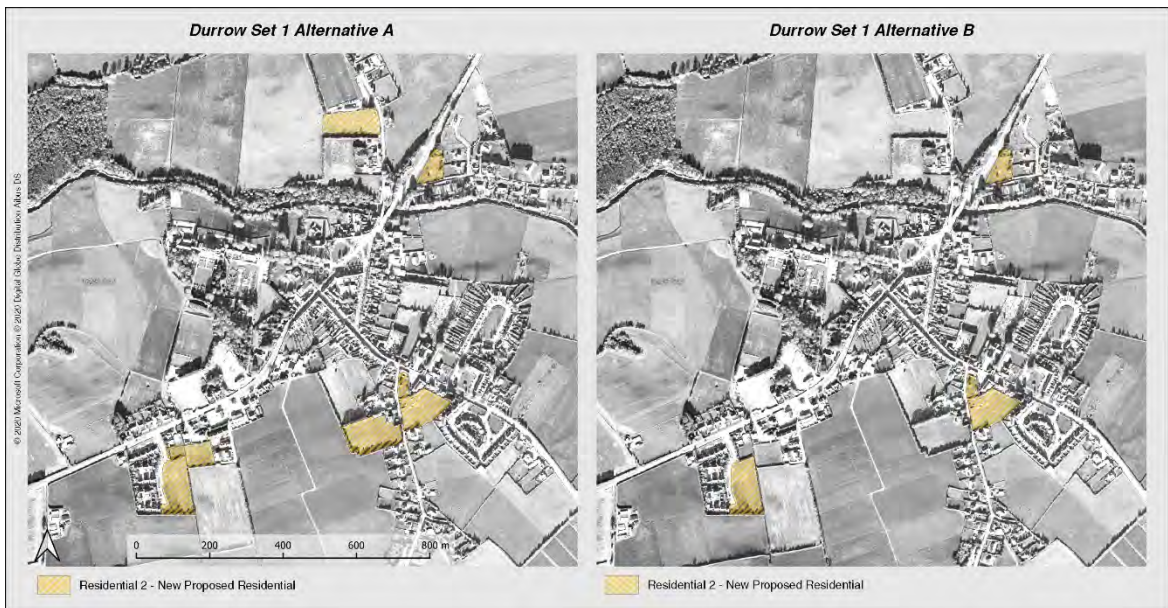 Durrow Set 1 Alternative A
Durrow Set 1 Alternative B
© 2020 Microsoft Corporation © 2020 Digital Globe Distribution Airbus DS
0 200 400 600 800 m
Residential 2 - New Proposed Residential
Residential 2 - New Proposed Residential